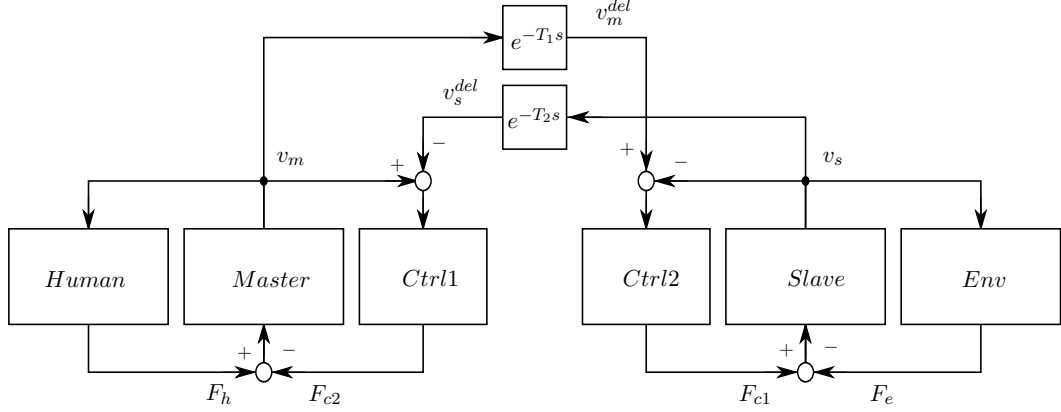 v_m^{del}
e^{-T_1 s}
v_s^{del}
e^{-T_2 s}
−
+
v_m
+
−
v_s
Human
Master
Ctrl1
Ctrl2
Slave
Env
+
−
+
−
F_h
F_{c2}
F_{c1}
F_e